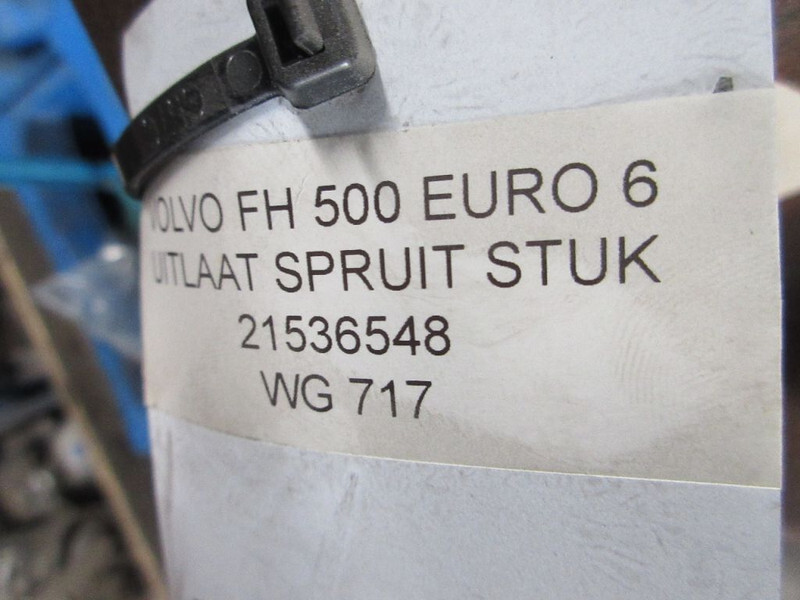 VOLVO FH 500 EURO 6
UITLAAT SPRUIT STUK
21536548
WG 717